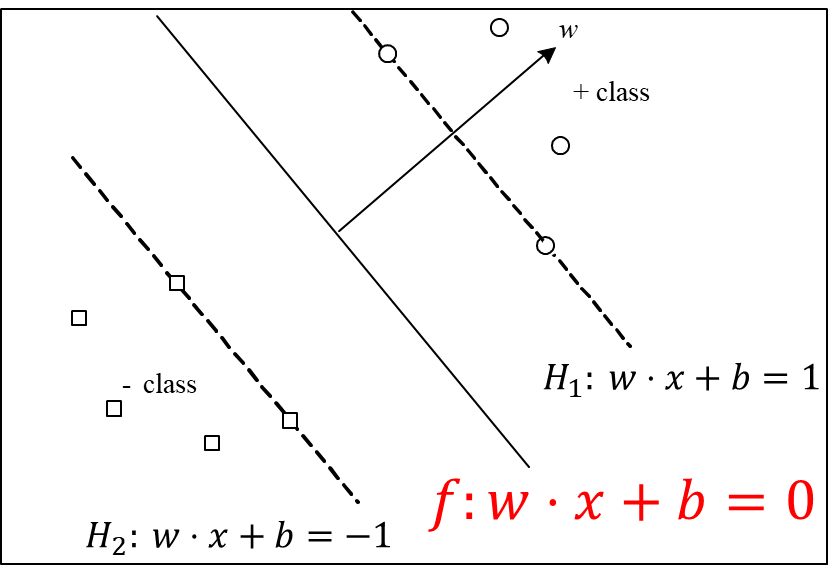 w
+ class
- class
H₁: w · x + b = 1
f: w · x + b = 0
H₂: w · x + b = −1